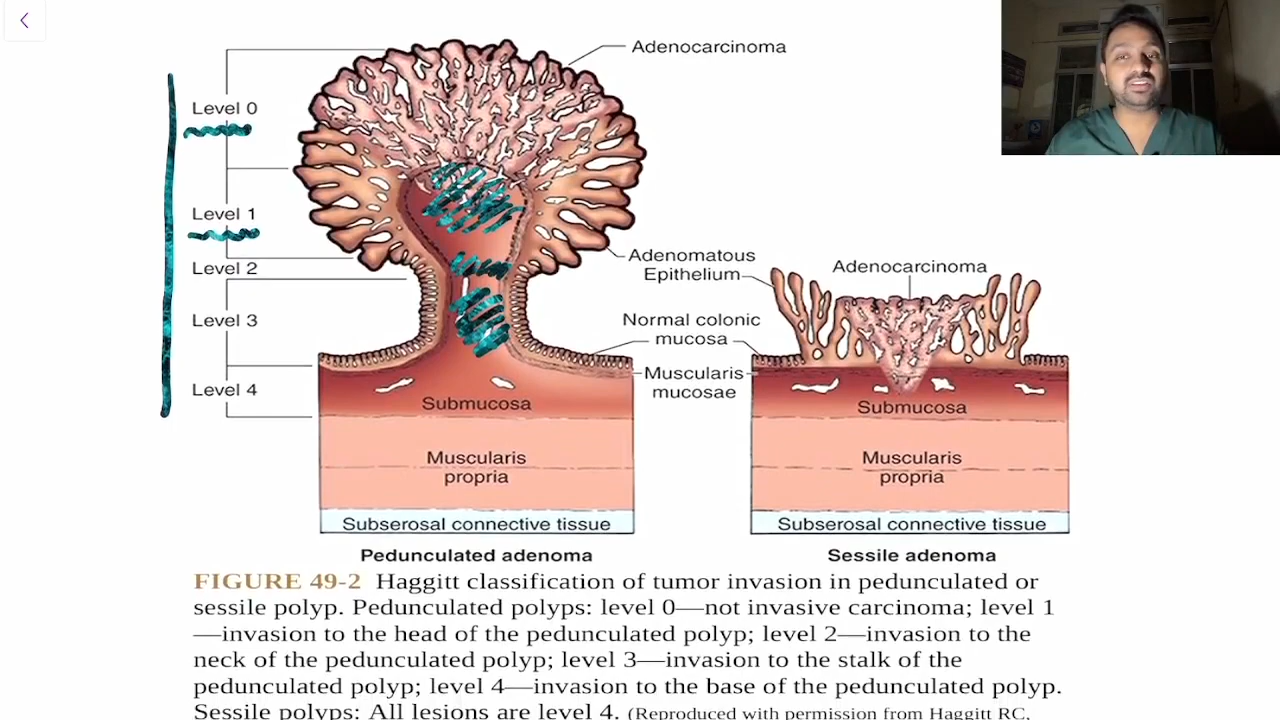 Adenocarcinoma
Level 0
Level 1
Level 2
Level 3
Level 4
Adenomatous
Epithelium
Normal colonic
mucosa
Muscularis
mucosae
Adenocarcinoma
Submucosa
Muscularis
propria
Subserosal connective tissue
Pedunculated adenoma
Submucosa
Muscularis
propria
Subserosal connective tissue
Sessile adenoma
FIGURE 49-2 Haggitt classification of tumor invasion in pedunculated or
sessile polyp. Pedunculated polyps: level 0—not invasive carcinoma; level 1
—invasion to the head of the pedunculated polyp; level 2—invasion to the
neck of the pedunculated polyp; level 3—invasion to the stalk of the
pedunculated polyp; level 4—invasion to the base of the pedunculated polyp.
Sessile polyps: All lesions are level 4. (Reproduced with permission from Haggitt RC,